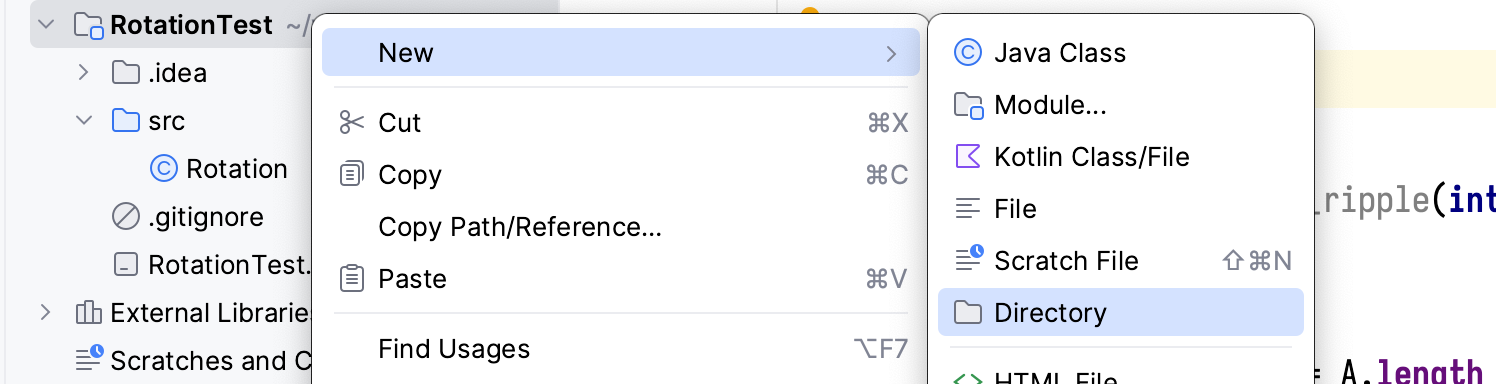 RotationTest ~/
.idea
src
Rotation
.gitignore
RotationTest.
External Libraries
Scratches and C
New
Cut ⌘X
Copy ⌘C
Copy Path/Reference...
Paste ⌘V
Find Usages ⌥F7
Java Class
Module...
Kotlin Class/File
File
Scratch File ⇧⌘N
Directory
HTML File
_ripple(int
= A.length